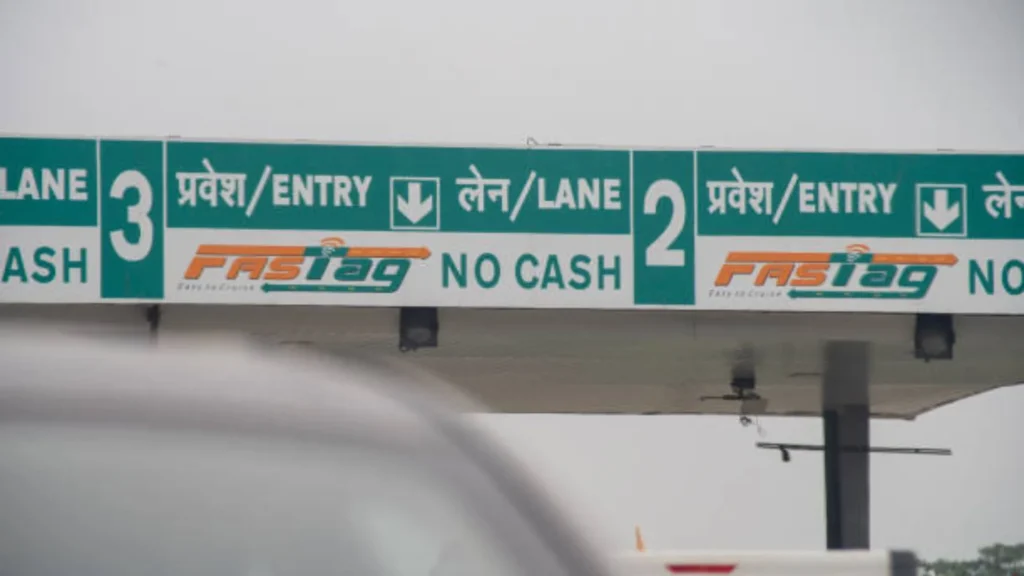 LANE
ASH
3
प्रवेश/ENTRY लेन/LANE
FASTag NO CASH
Easy to Cruise
2
प्रवेश/ENTRY लेन
FASTag NO
Easy to Cruise